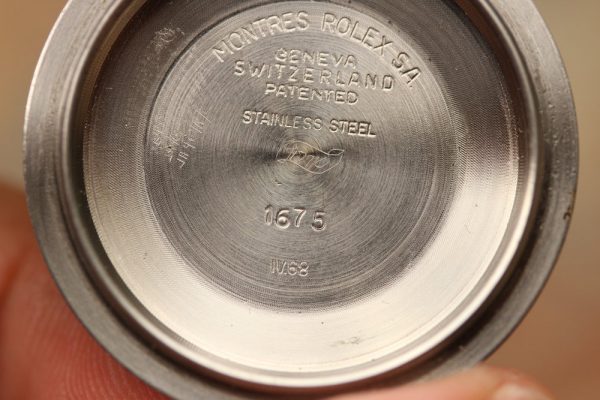 MONTRES ROLEX S.A.
GENEVA
SWITZERLAND
PATENTED
STAINLESS STEEL
1675
IV.68